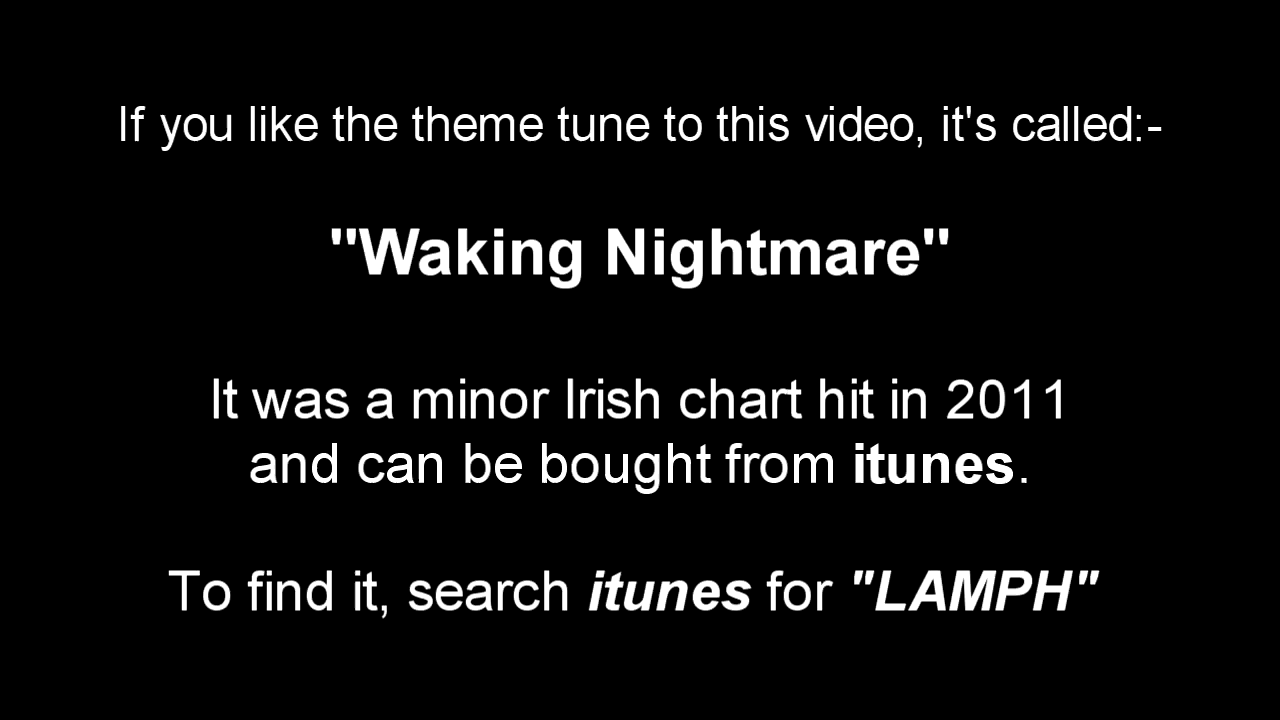 If you like the theme tune to this video, it's called:-
"Waking Nightmare"
It was a minor Irish chart hit in 2011
and can be bought from itunes.
To find it, search itunes for "LAMPH"